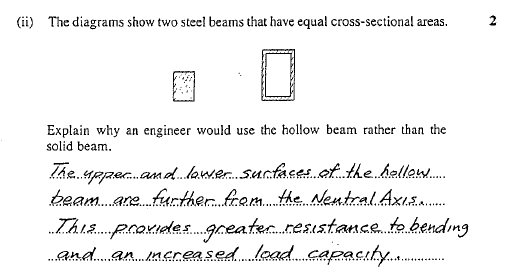 (ii) The diagrams show two steel beams that have equal cross-sectional areas. 2
Explain why an engineer would use the hollow beam rather than the
solid beam.
The upper and lower surfaces of the hollow
beam are further from the Neutral Axis.
This provides greater resistance to bending
and an increased load capacity.